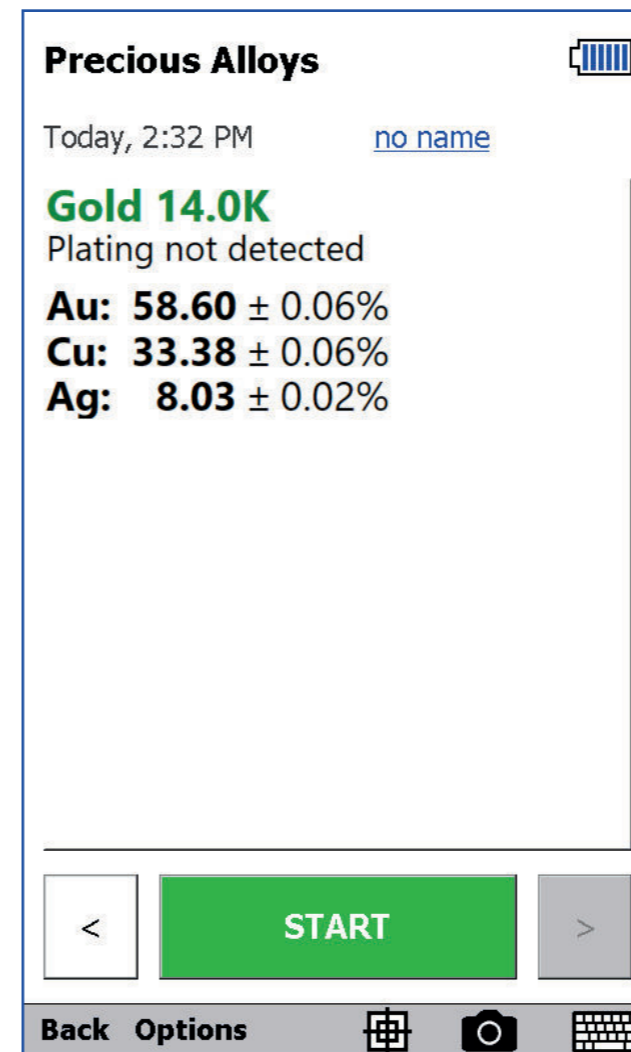 Precious Alloys
Today, 2:32 PM no name
Gold 14.0K
Plating not detected
Au: 58.60 ± 0.06%
Cu: 33.38 ± 0.06%
Ag: 8.03 ± 0.02%
< START >
Back Options